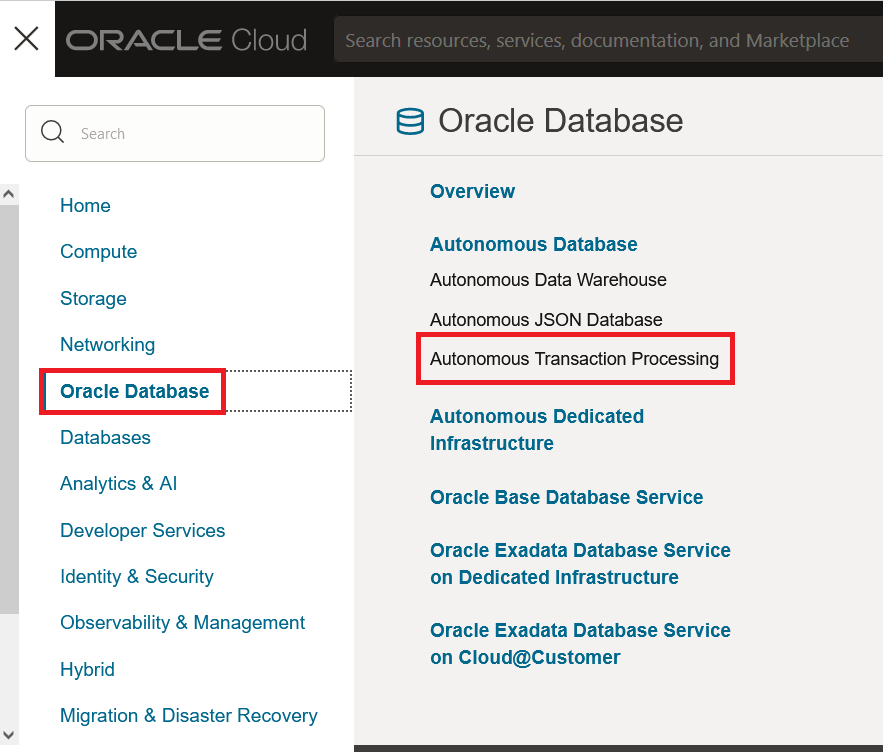 ORACLE Cloud
Search resources, services, documentation, and Marketplace
Search
Home
Compute
Storage
Networking
Oracle Database
Databases
Analytics & AI
Developer Services
Identity & Security
Observability & Management
Hybrid
Migration & Disaster Recovery
Oracle Database
Overview
Autonomous Database
Autonomous Data Warehouse
Autonomous JSON Database
Autonomous Transaction Processing
Autonomous Dedicated
Infrastructure
Oracle Base Database Service
Oracle Exadata Database Service
on Dedicated Infrastructure
Oracle Exadata Database Service
on Cloud@Customer